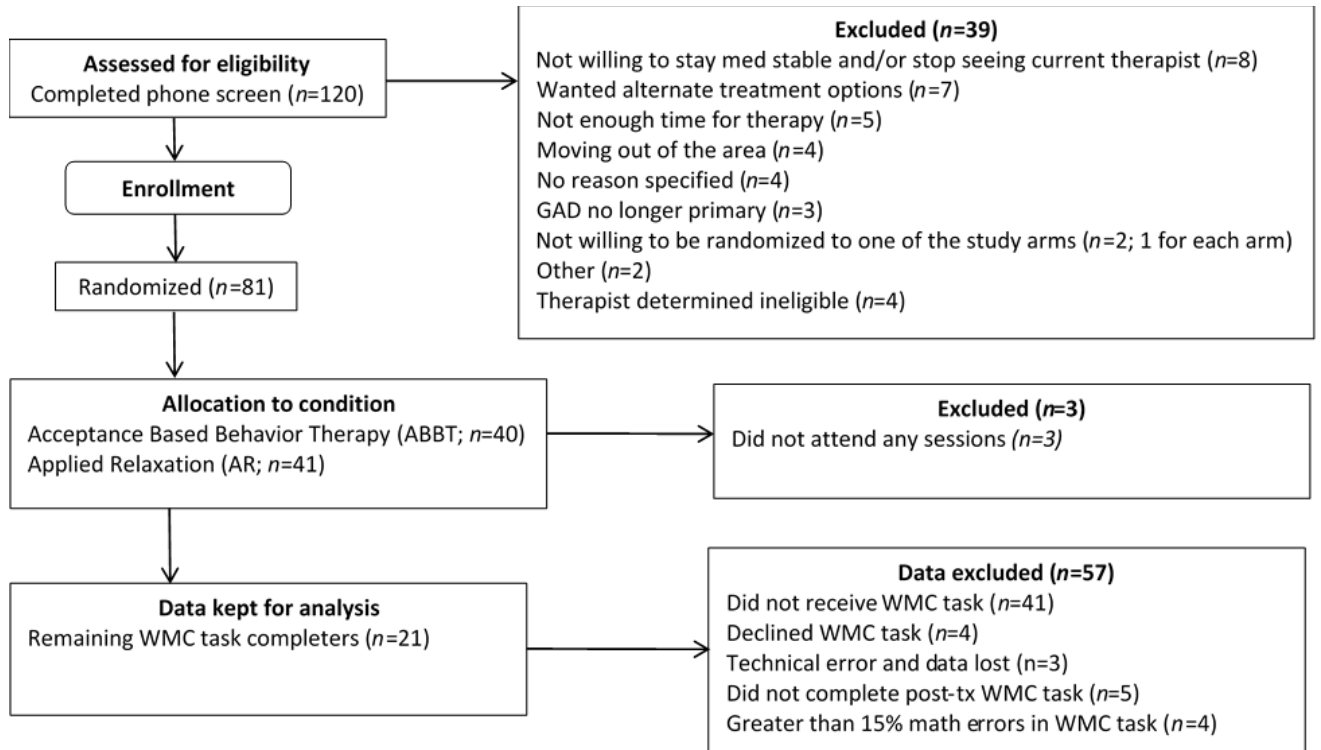 Assessed for eligibility
Completed phone screen (n=120)
Excluded (n=39)
Not willing to stay med stable and/or stop seeing current therapist (n=8)
Wanted alternate treatment options (n=7)
Not enough time for therapy (n=5)
Moving out of the area (n=4)
No reason specified (n=4)
GAD no longer primary (n=3)
Not willing to be randomized to one of the study arms (n=2; 1 for each arm)
Other (n=2)
Therapist determined ineligible (n=4)
Enrollment
Randomized (n=81)
Allocation to condition
Acceptance Based Behavior Therapy (ABBT; n=40)
Applied Relaxation (AR; n=41)
Excluded (n=3)
Did not attend any sessions (n=3)
Data kept for analysis
Remaining WMC task completers (n=21)
Data excluded (n=57)
Did not receive WMC task (n=41)
Declined WMC task (n=4)
Technical error and data lost (n=3)
Did not complete post-tx WMC task (n=5)
Greater than 15% math errors in WMC task (n=4)